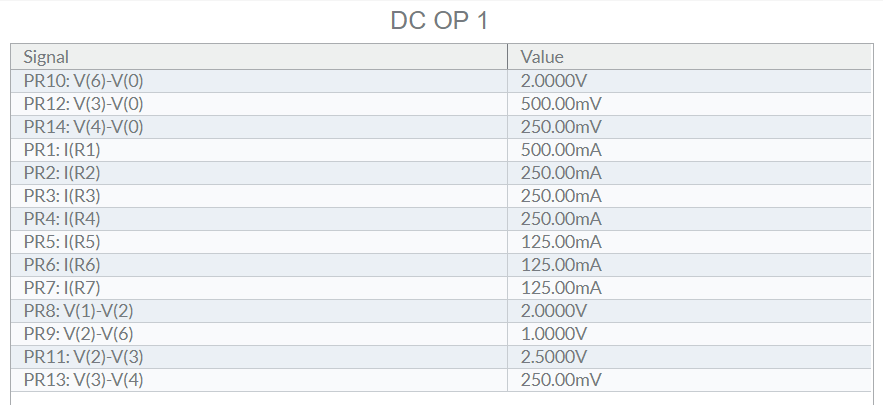 DC OP 1
Signal Value
PR10: V(6)-V(0) 2.0000V
PR12: V(3)-V(0) 500.00mV
PR14: V(4)-V(0) 250.00mV
PR1: I(R1) 500.00mA
PR2: I(R2) 250.00mA
PR3: I(R3) 250.00mA
PR4: I(R4) 250.00mA
PR5: I(R5) 125.00mA
PR6: I(R6) 125.00mA
PR7: I(R7) 125.00mA
PR8: V(1)-V(2) 2.0000V
PR9: V(2)-V(6) 1.0000V
PR11: V(2)-V(3) 2.5000V
PR13: V(3)-V(4) 250.00mV